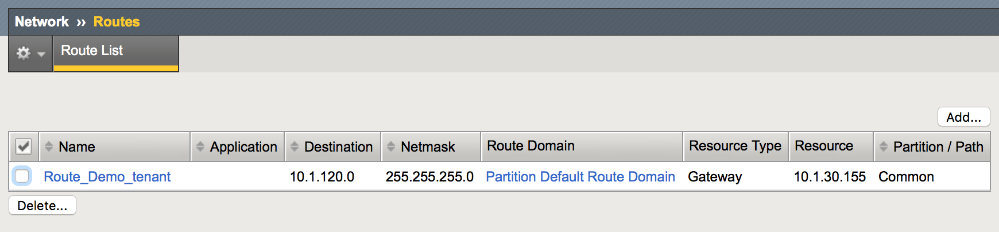 Network ›› Routes
Route List
Add...
Name Application Destination Netmask Route Domain Resource Type Resource Partition / Path
Route_Demo_tenant 10.1.120.0 255.255.255.0 Partition Default Route Domain Gateway 10.1.30.155 Common
Delete...